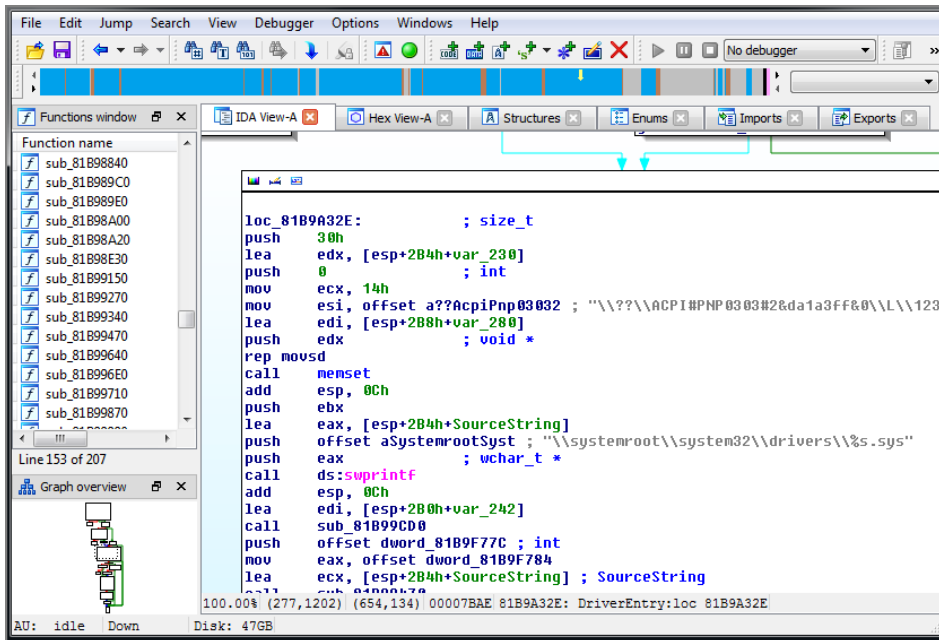 File Edit Jump Search View Debugger Options Windows Help
No debugger
Functions window
IDA View-A Hex View-A Structures Enums Imports Exports
Function name
sub_81B98840
sub_81B989C0
sub_81B989E0
sub_81B98A00
sub_81B98A20
sub_81B98E30
sub_81B99150
sub_81B99270
sub_81B99340
sub_81B99470
sub_81B99640
sub_81B996E0
sub_81B99710
sub_81B99870
Line 153 of 207
Graph overview
loc_81B9A32E: ; size_t
push 30h
lea edx, [esp+2B4h+var_230]
push 0 ; int
mov ecx, 14h
mov esi, offset a??AcpiPnp03032 ; "\\??\\ACPI#PNP0303#2&da1a3ff&0\\L\\123
lea edi, [esp+2B8h+var_280]
push edx ; void *
rep movsd
call memset
add esp, 0Ch
push ebx
lea eax, [esp+2B4h+SourceString]
push offset aSystemrootSyst ; "\\systemroot\\system32\\drivers\\%s.sys"
push eax ; wchar_t *
call ds:swprintf
add esp, 0Ch
lea edi, [esp+2B0h+var_242]
call sub_81B99CD0
push offset dword_81B9F77C ; int
mov eax, offset dword_81B9F784
lea ecx, [esp+2B4h+SourceString] ; SourceString
100.00% (277,1202) (654,134) 00007BAE 81B9A32E: DriverEntry:loc 81B9A32E
AU: idle Down Disk: 47GB